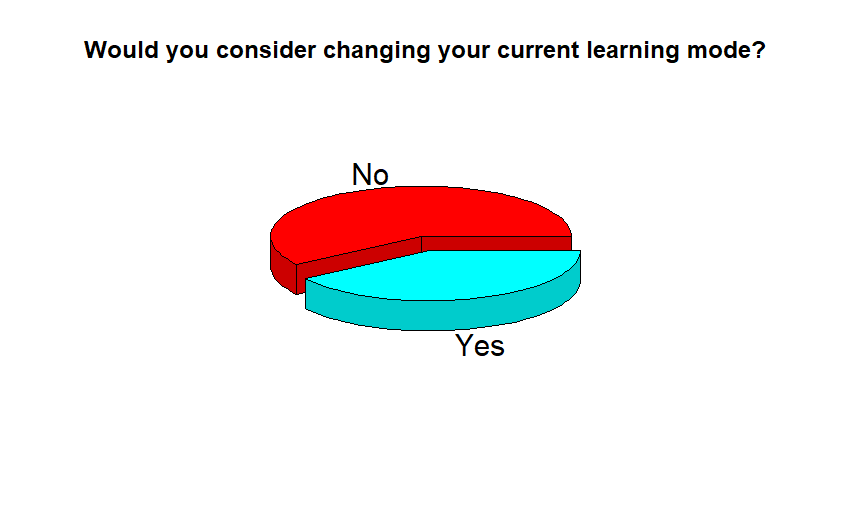 Would you consider changing your current learning mode?
No
Yes